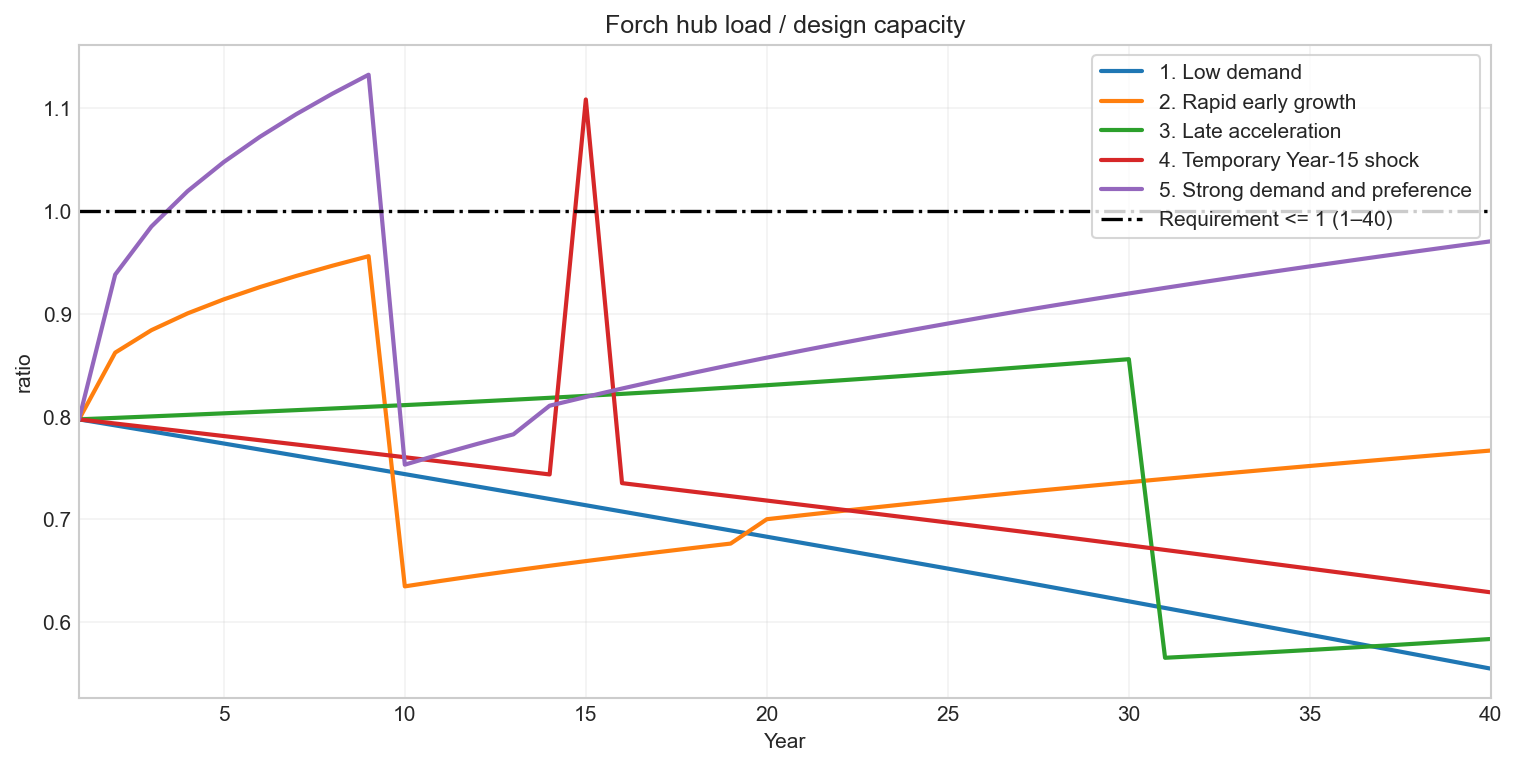 Forch hub load / design capacity
1.1
1.0
0.9
0.8
0.7
0.6
ratio
1. Low demand
2. Rapid early growth
3. Late acceleration
4. Temporary Year-15 shock
5. Strong demand and preference
Requirement <= 1 (1–40)
5
10
15
20
25
30
35
40
Year